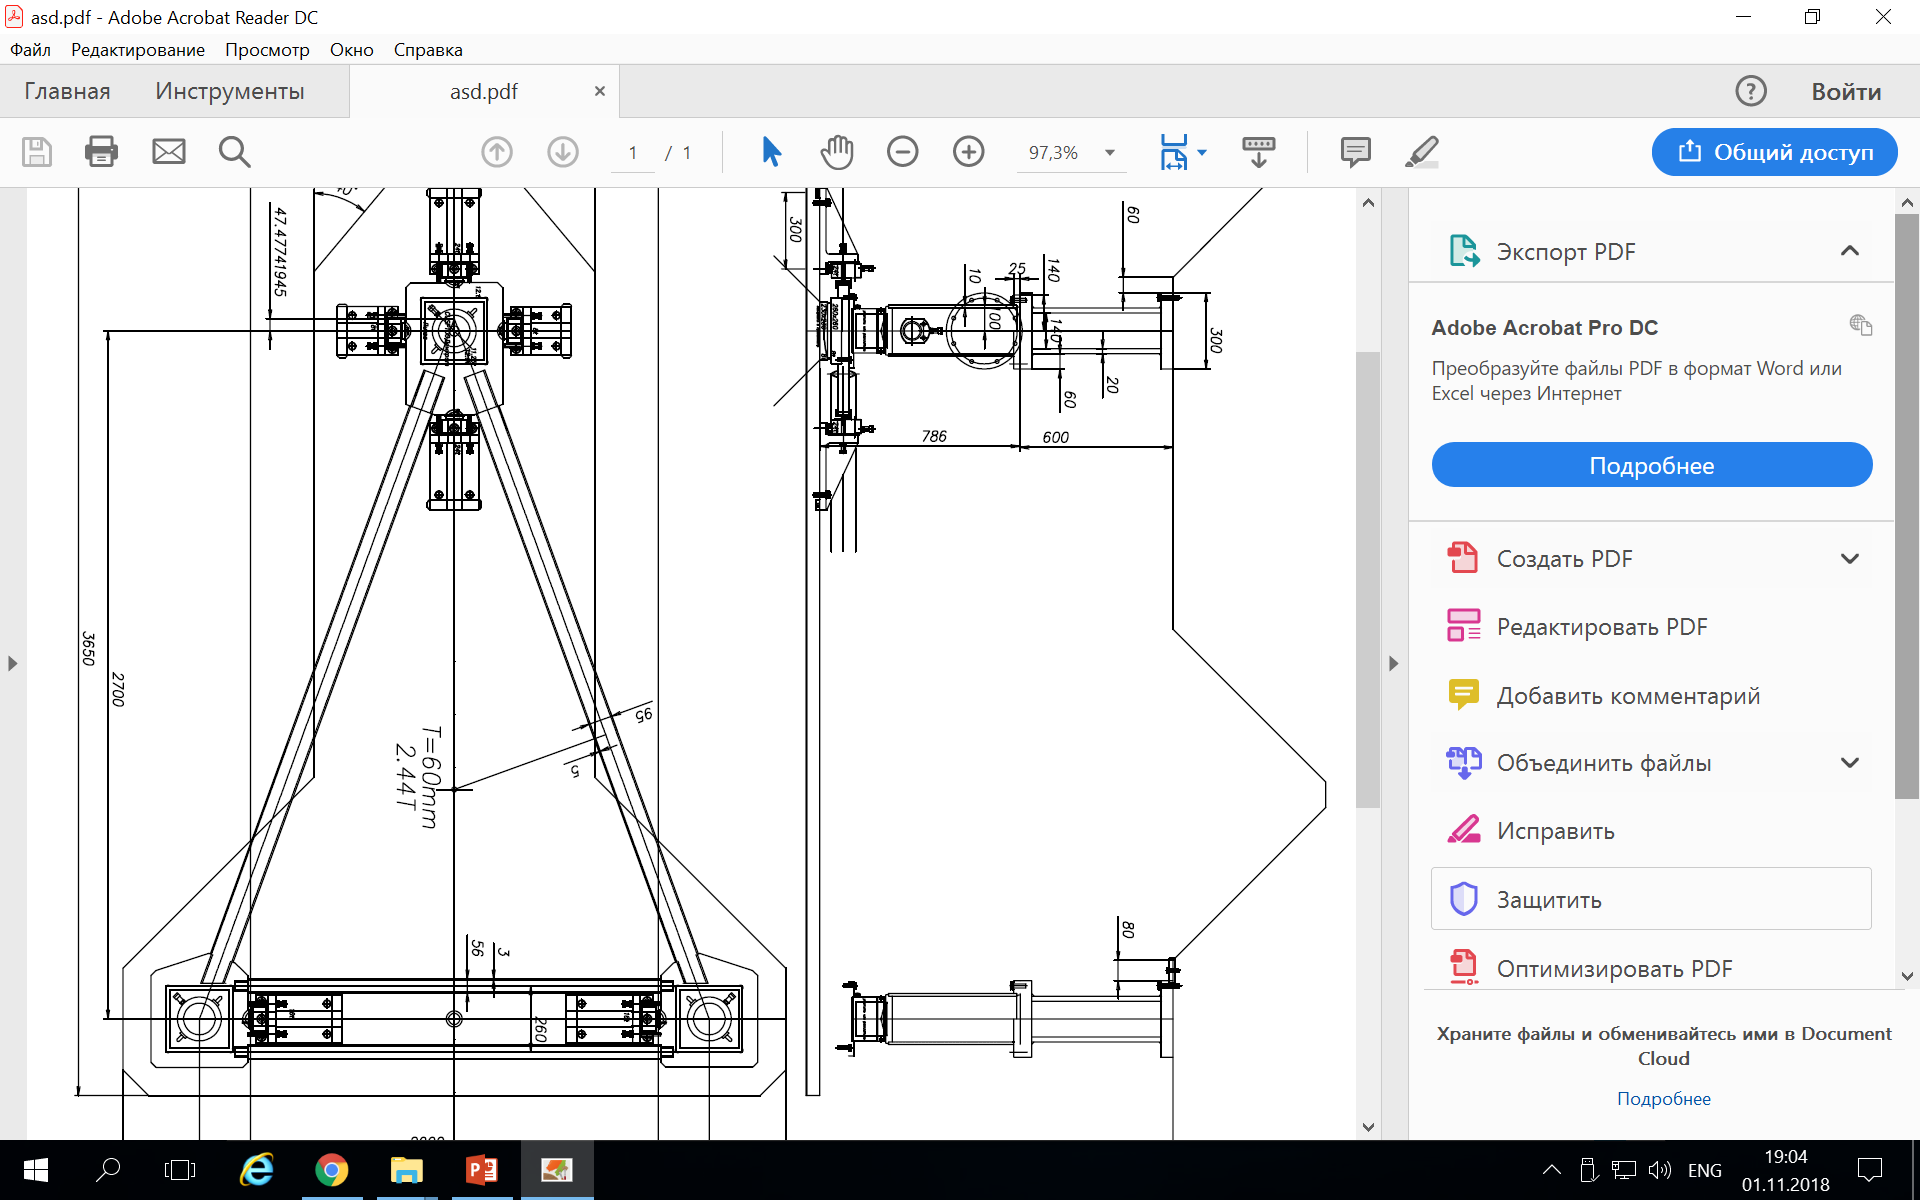 asd.pdf - Adobe Acrobat Reader DC
Файл Редактирование Просмотр Окно Справка
Главная Инструменты asd.pdf Войти
1 / 1 97,3% Общий доступ
47.47741945
300
60
10
25
140
100
140
300
20
60
786
600
3650
2700
95
5
T=60mm
2.44T
56
3
260
80
Экспорт PDF
Adobe Acrobat Pro DC
Преобразуйте файлы PDF в формат Word или
Excel через Интернет
Подробнее
Создать PDF
Редактировать PDF
Добавить комментарий
Объединить файлы
Исправить
Защитить
Оптимизировать PDF
Храните файлы и обменивайтесь ими в Document
Cloud
Подробнее
ENG
19:04
01.11.2018